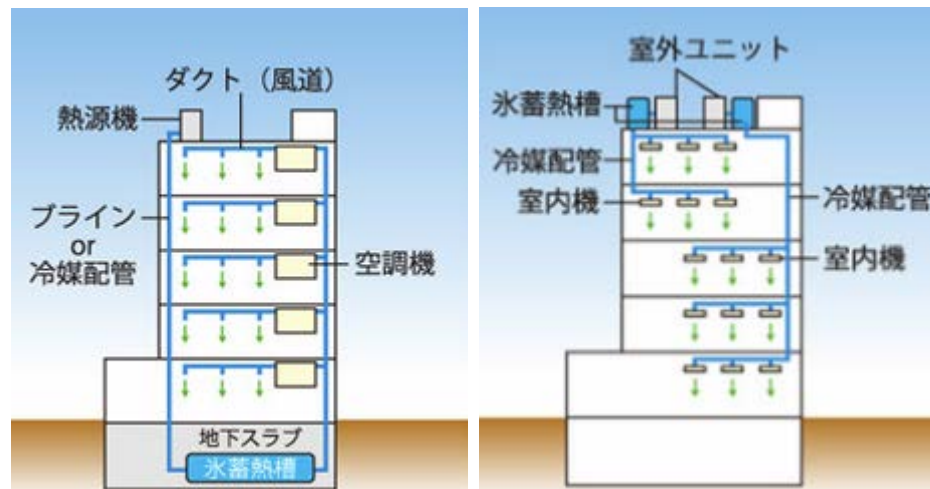 ダクト（風道）
熱源機
ブライン
or
冷媒配管
空調機
地下スラブ
氷蓄熱槽
室外ユニット
氷蓄熱槽
冷媒配管
室内機
冷媒配管
室内機